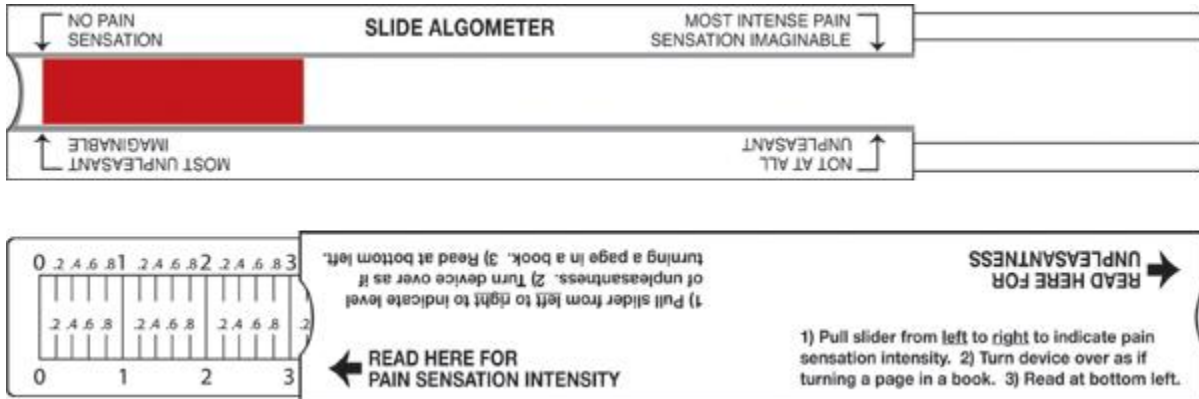 NO PAIN
SENSATION
SLIDE ALGOMETER
MOST INTENSE PAIN
SENSATION IMAGINABLE
MOST UNPLEASANT
IMAGINABLE
NOT AT ALL
UNPLEASANT
0 .2 .4 .6 .8 1 .2 .4 .6 .8 2 .2 .4 .6 .8 3
.2 .4 .6 .8 .2 .4 .6 .8 .2 .4 .6 .8 .2
0 1 2 3
1) Pull slider from left to right to indicate level
of unpleasantness. 2) Turn device over as if
turning a page in a book. 3) Read at bottom left.
READ HERE FOR
UNPLEASANTNESS
READ HERE FOR
PAIN SENSATION INTENSITY
1) Pull slider from left to right to indicate pain
sensation intensity. 2) Turn device over as if
turning a page in a book. 3) Read at bottom left.